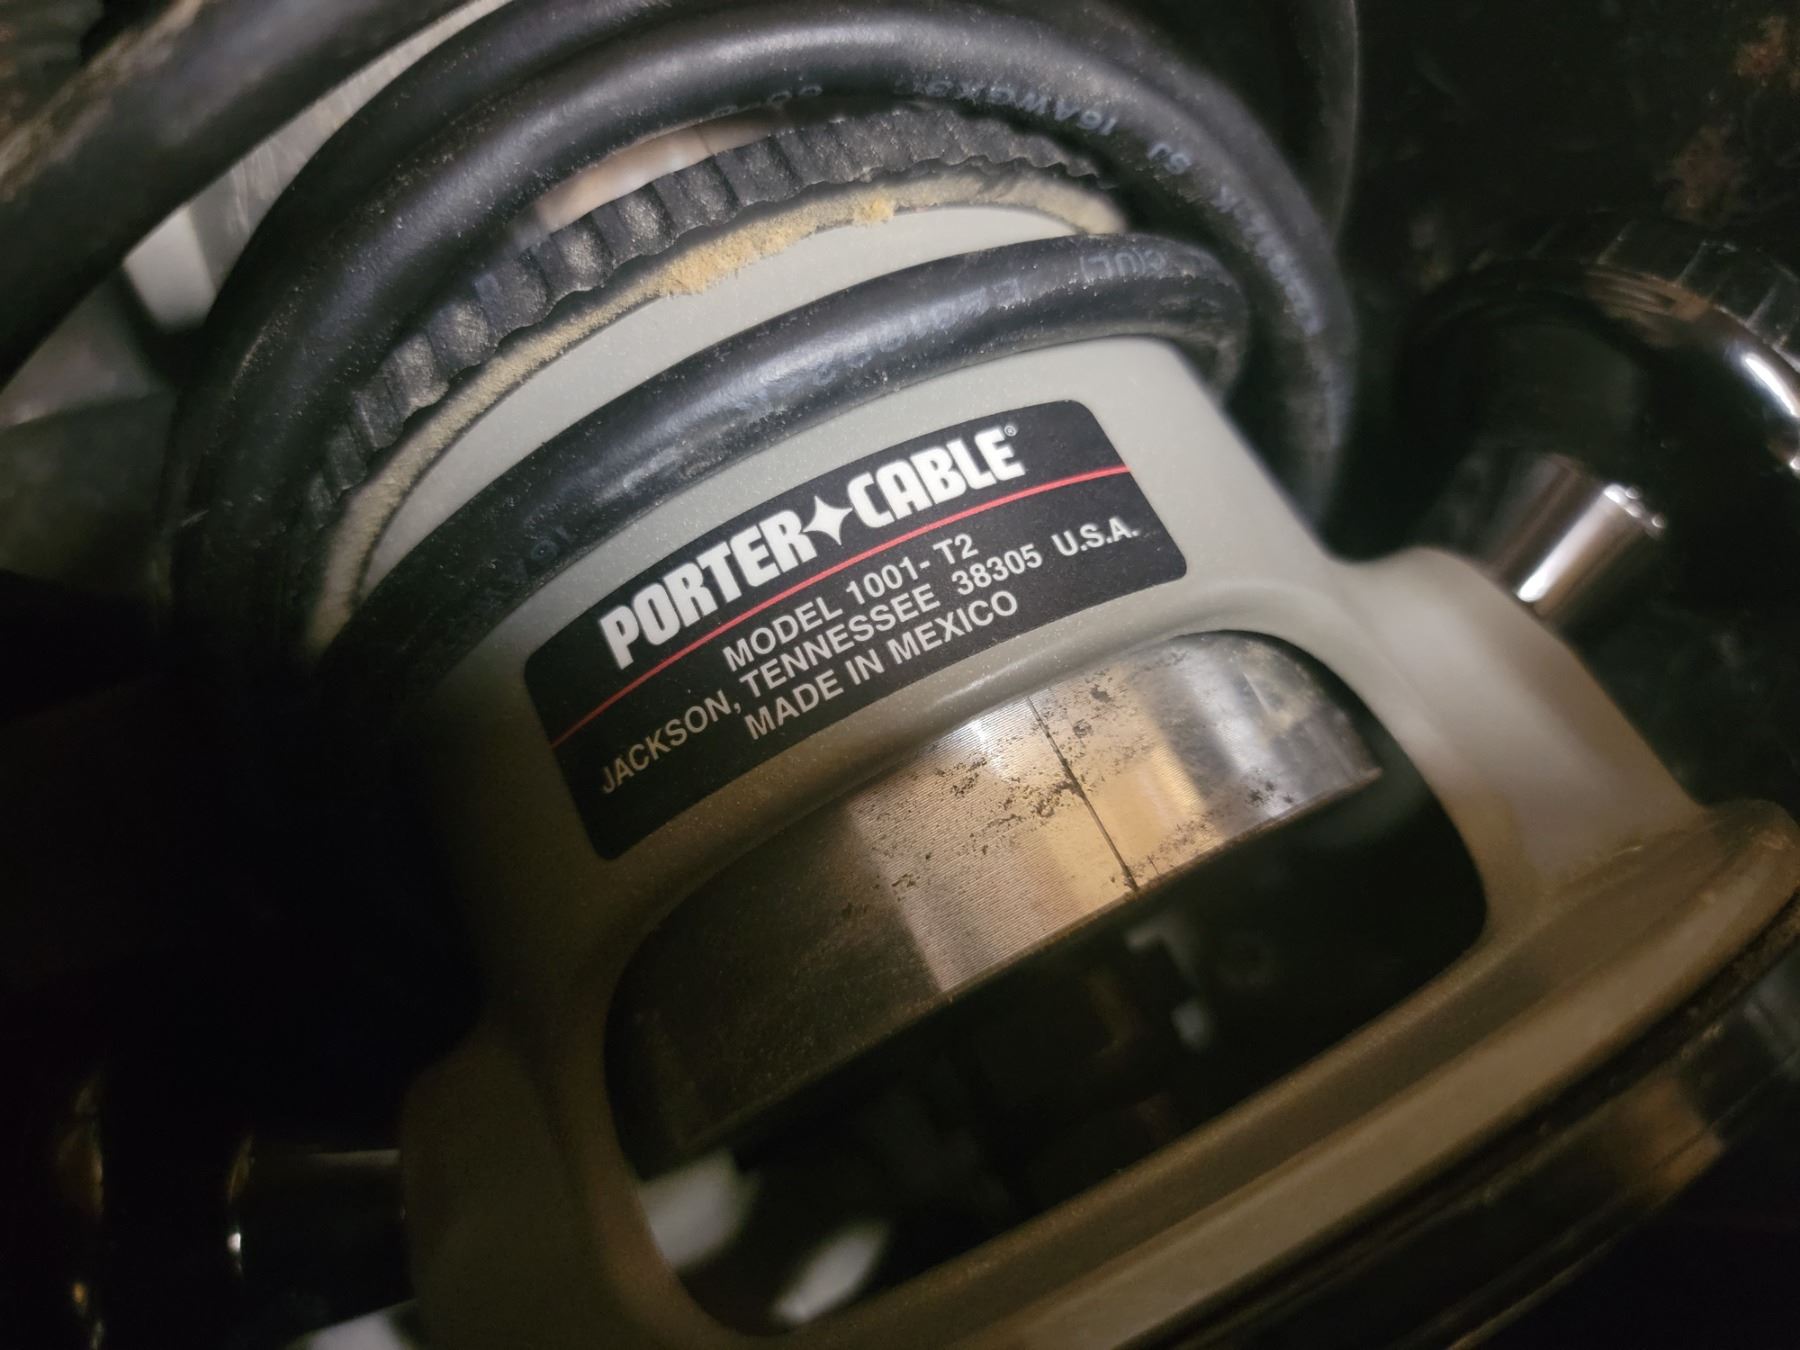 PORTER CABLE®
MODEL 1001-T2
JACKSON, TENNESSEE 38305 U.S.A.
MADE IN MEXICO